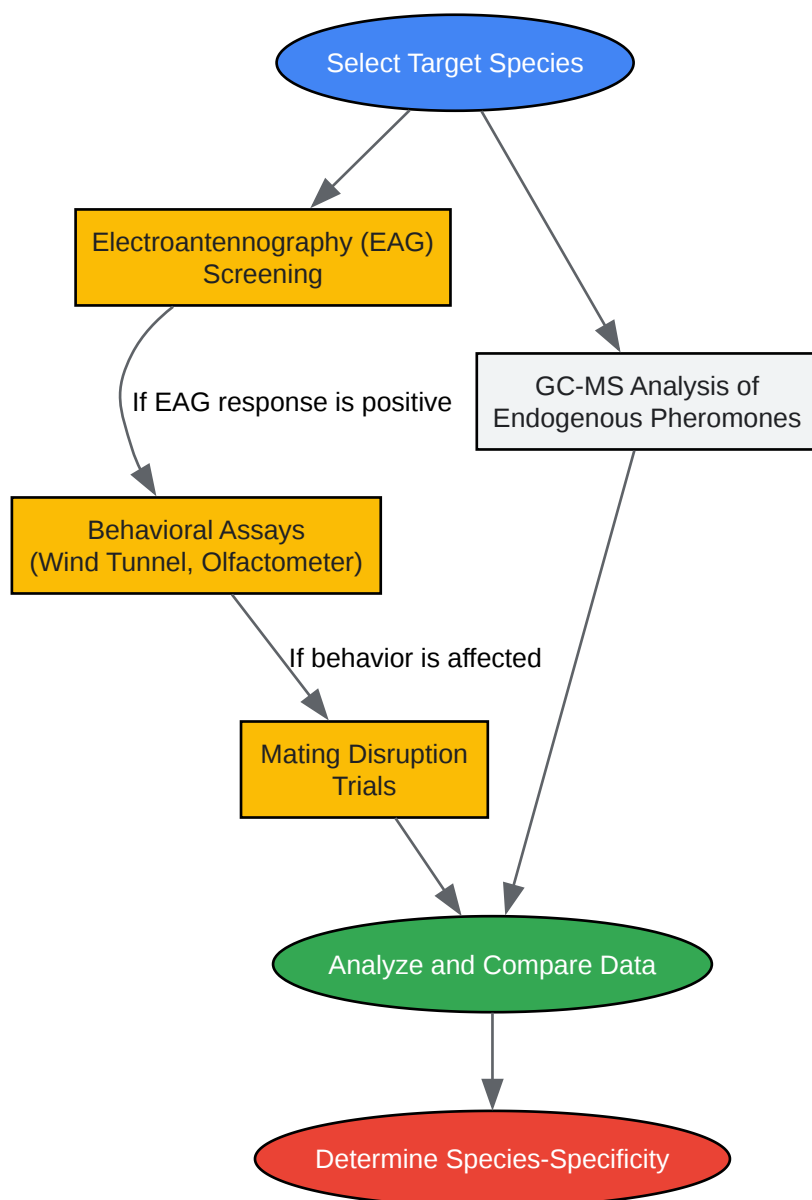 Select Target Species
Electroantennography (EAG)
Screening
GC-MS Analysis of
Endogenous Pheromones
If EAG response is positive
Behavioral Assays
(Wind Tunnel, Olfactometer)
If behavior is affected
Mating Disruption
Trials
Analyze and Compare Data
Determine Species-Specificity